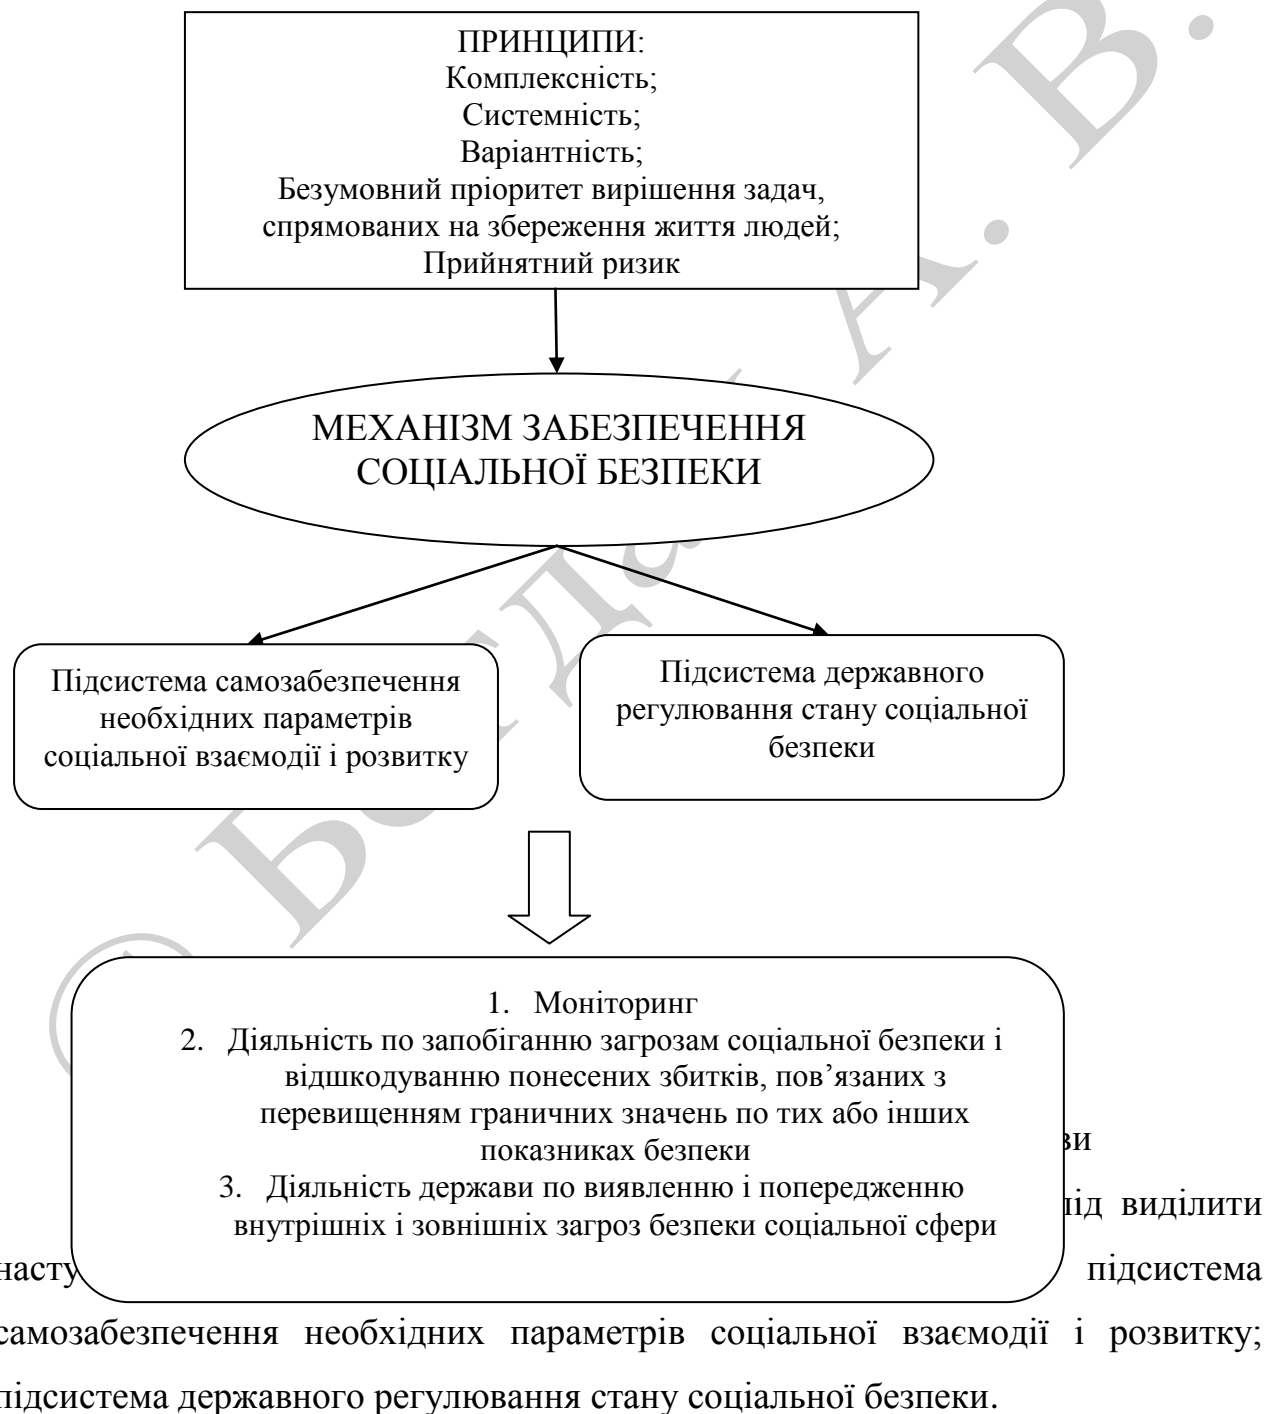 ПРИНЦИПИ:
Комплексність;
Системність;
Варіантність;
Безумовний пріоритет вирішення задач,
спрямованих на збереження життя людей;
Прийнятний ризик
МЕХАНІЗМ ЗАБЕЗПЕЧЕННЯ
СОЦІАЛЬНОЇ БЕЗПЕКИ
Підсистема самозабезпечення
необхідних параметрів
соціальної взаємодії і розвитку
Підсистема державного
регулювання стану соціальної
безпеки
1. Моніторинг
2. Діяльність по запобіганню загрозам соціальної безпеки і
відшкодуванню понесених збитків, пов’язаних з
перевищенням граничних значень по тих або інших
показниках безпеки
3. Діяльність держави по виявленню і попередженню
внутрішніх і зовнішніх загроз безпеки соціальної сфери
виділити
підсистема
самозабезпечення необхідних параметрів соціальної взаємодії і розвитку;
підсистема державного регулювання стану соціальної безпеки.
А. В.